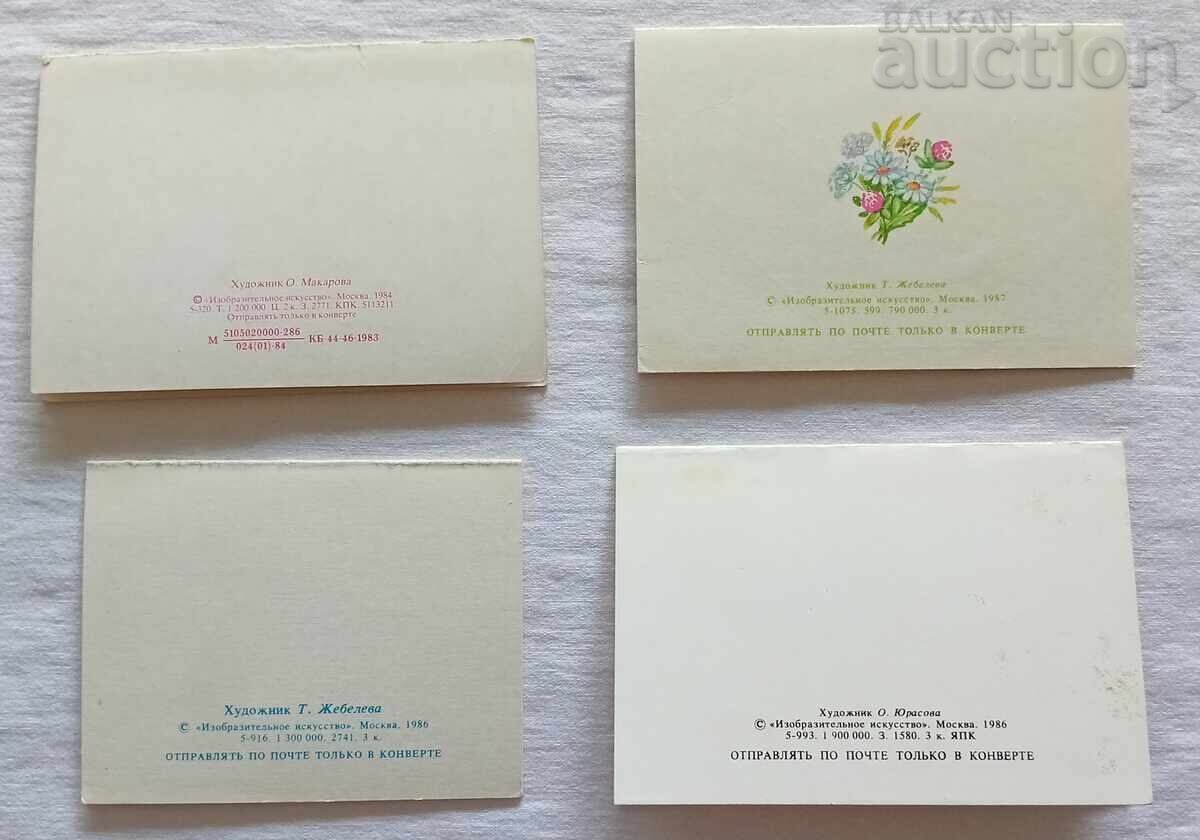 BALKAN
auction
Художник О. Макарова
© «Изобразительное искусство». Москва. 1984
5-320. Т. 1 200 000. Ц. 2 к. З. 2771. КПК. 5113211
Отправлять по почте только в конверте
М 5105020000-286 КБ-44-46-1983
024(01)-84
Художник Т. Жебелева
© «Изобразительное искусство». Москва. 1987
5-1075. 599. 790 000. 3 к.
ОТПРАВЛЯТЬ ПО ПОЧТЕ ТОЛЬКО В КОНВЕРТЕ
Художник Т. Жебелева
© «Изобразительное искусство». Москва. 1986
5-916. 1 300 000. 2741. 3 к.
ОТПРАВЛЯТЬ ПО ПОЧТЕ ТОЛЬКО В КОНВЕРТЕ
Художник О. Юрасова
© «Изобразительное искусство». Москва. 1986
5-993. 1 900 000. З. 1580. 3 к. ЯПК
ОТПРАВЛЯТЬ ПО ПОЧТЕ ТОЛЬКО В КОНВЕРТЕ